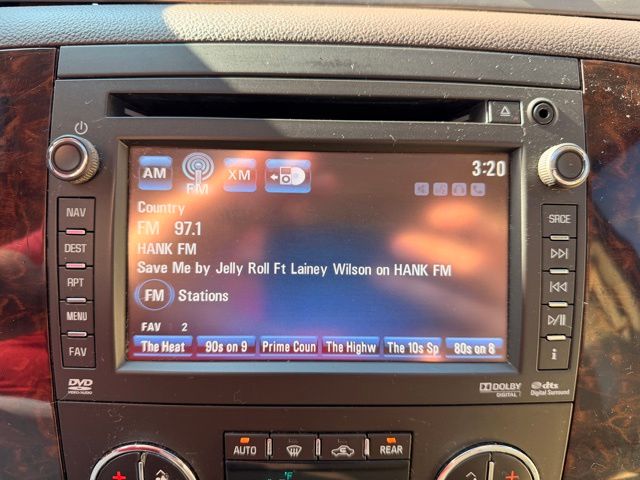 AM FM XM 3:20
Country
FM 97.1
HANK FM
Save Me by Jelly Roll Ft Lainey Wilson on HANK FM
FM Stations
FAV 2
The Heat 90s on 9 Prime Coun The Highw The 10s Sp 80s on 8
NAV
DEST
RPT
MENU
FAV
SRCE
i
DVD
VIDEO/AUDIO
DOLBY
DIGITAL
dts
Digital Surround
AUTO REAR
°F